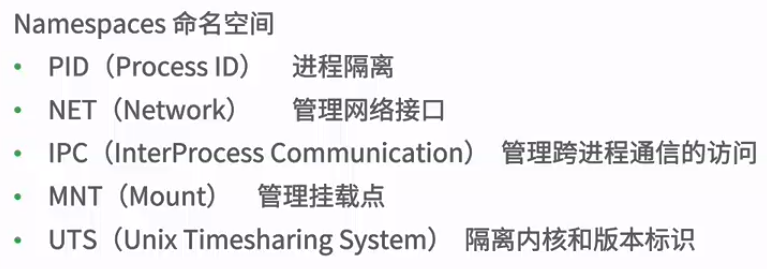 Namespaces 命名空间
• PID（Process ID） 进程隔离
• NET（Network） 管理网络接口
• IPC（InterProcess Communication） 管理跨进程通信的访问
• MNT（Mount） 管理挂载点
• UTS（Unix Timesharing System） 隔离内核和版本标识